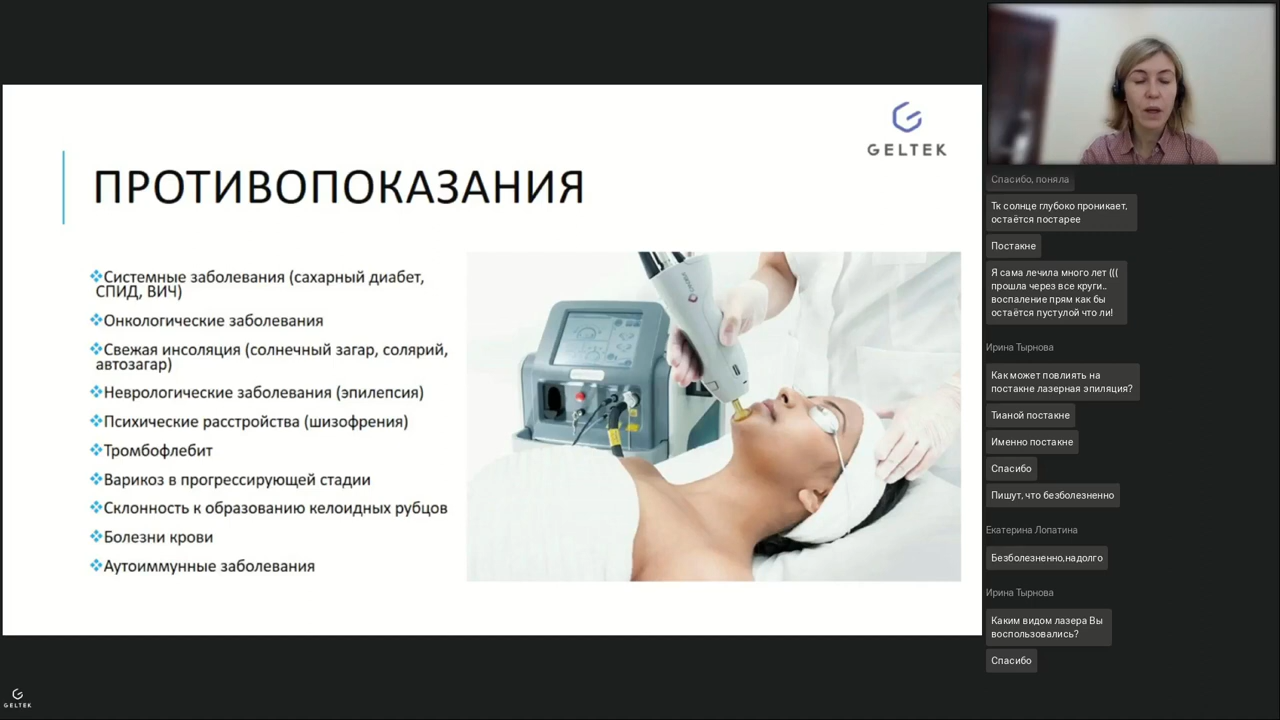 GELTEK
ПРОТИВОПОКАЗАНИЯ
Системные заболевания (сахарный диабет,
СПИД, ВИЧ)
Онкологические заболевания
Свежая инсоляция (солнечный загар, солярий,
автозагар)
Неврологические заболевания (эпилепсия)
Психические расстройства (шизофрения)
Тромбофлебит
Варикоз в прогрессирующей стадии
Склонность к образованию келоидных рубцов
Болезни крови
Аутоиммунные заболевания
GELTEK
Спасибо, поняла
Тк солнце глубоко проникает,
остаётся постарее
Постакне
Я сама лечила много лет (((
прошла через все круги..
воспаление прям как бы
остаётся пустулой что ли!
Ирина Тырнова
Как может повлиять на
постакне лазерная эпиляция?
Тианой постакне
Именно постакне
Спасибо
Пишут, что безболезненно
Екатерина Лопатина
Безболезненно,надолго
Ирина Тырнова
Каким видом лазера Вы
воспользовались?
Спасибо